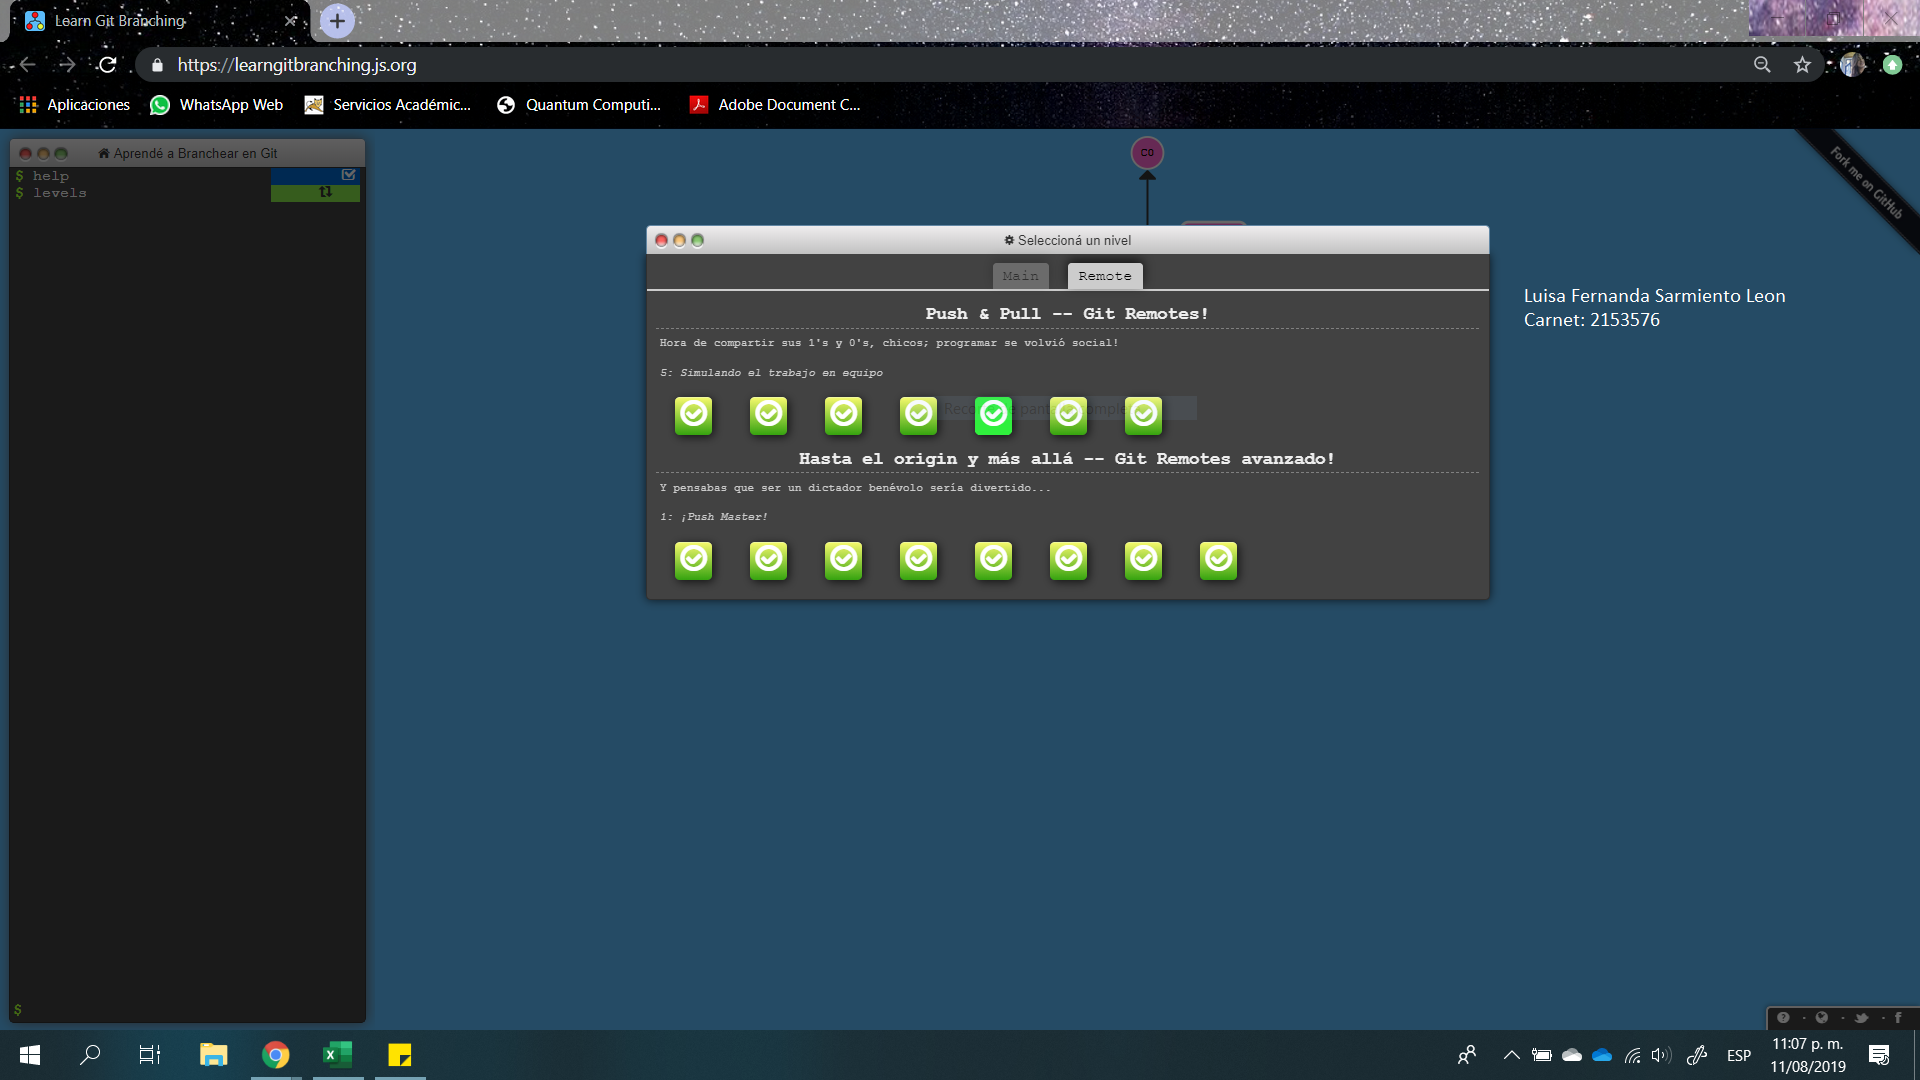 Learn Git Branching
https://learngitbranching.js.org
Aplicaciones
WhatsApp Web
Servicios Académic...
Quantum Computi...
Adobe Document C...
Aprendé a Branchear en Git
$ help
$ levels
$
C0
Fork me on GitHub
Seleccioná un nivel
Main
Remote
Push & Pull -- Git Remotes!
Hora de compartir sus 1's y 0's, chicos; programar se volvió social!
5: Simulando el trabajo en equipo
Hasta el origin y más allá -- Git Remotes avanzado!
Y pensabas que ser un dictador benévolo sería divertido...
1: ¡Push Master!
Luisa Fernanda Sarmiento Leon
Carnet: 2153576
ESP
11:07 p. m.
11/08/2019